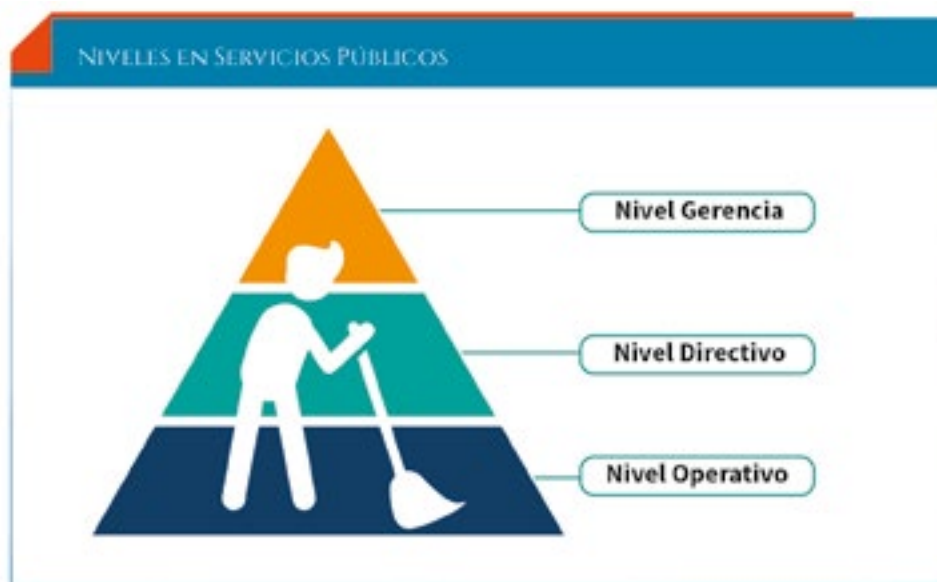 Niveles en Servicios Públicos
Nivel Gerencia
Nivel Directivo
Nivel Operativo